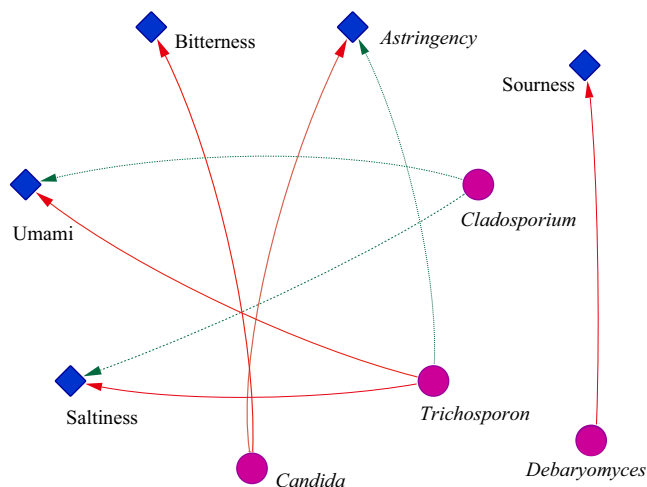 Bitterness
Astringency
Sourness
Umami
Cladosporium
Saltiness
Trichosporon
Candida
Debaryomyces